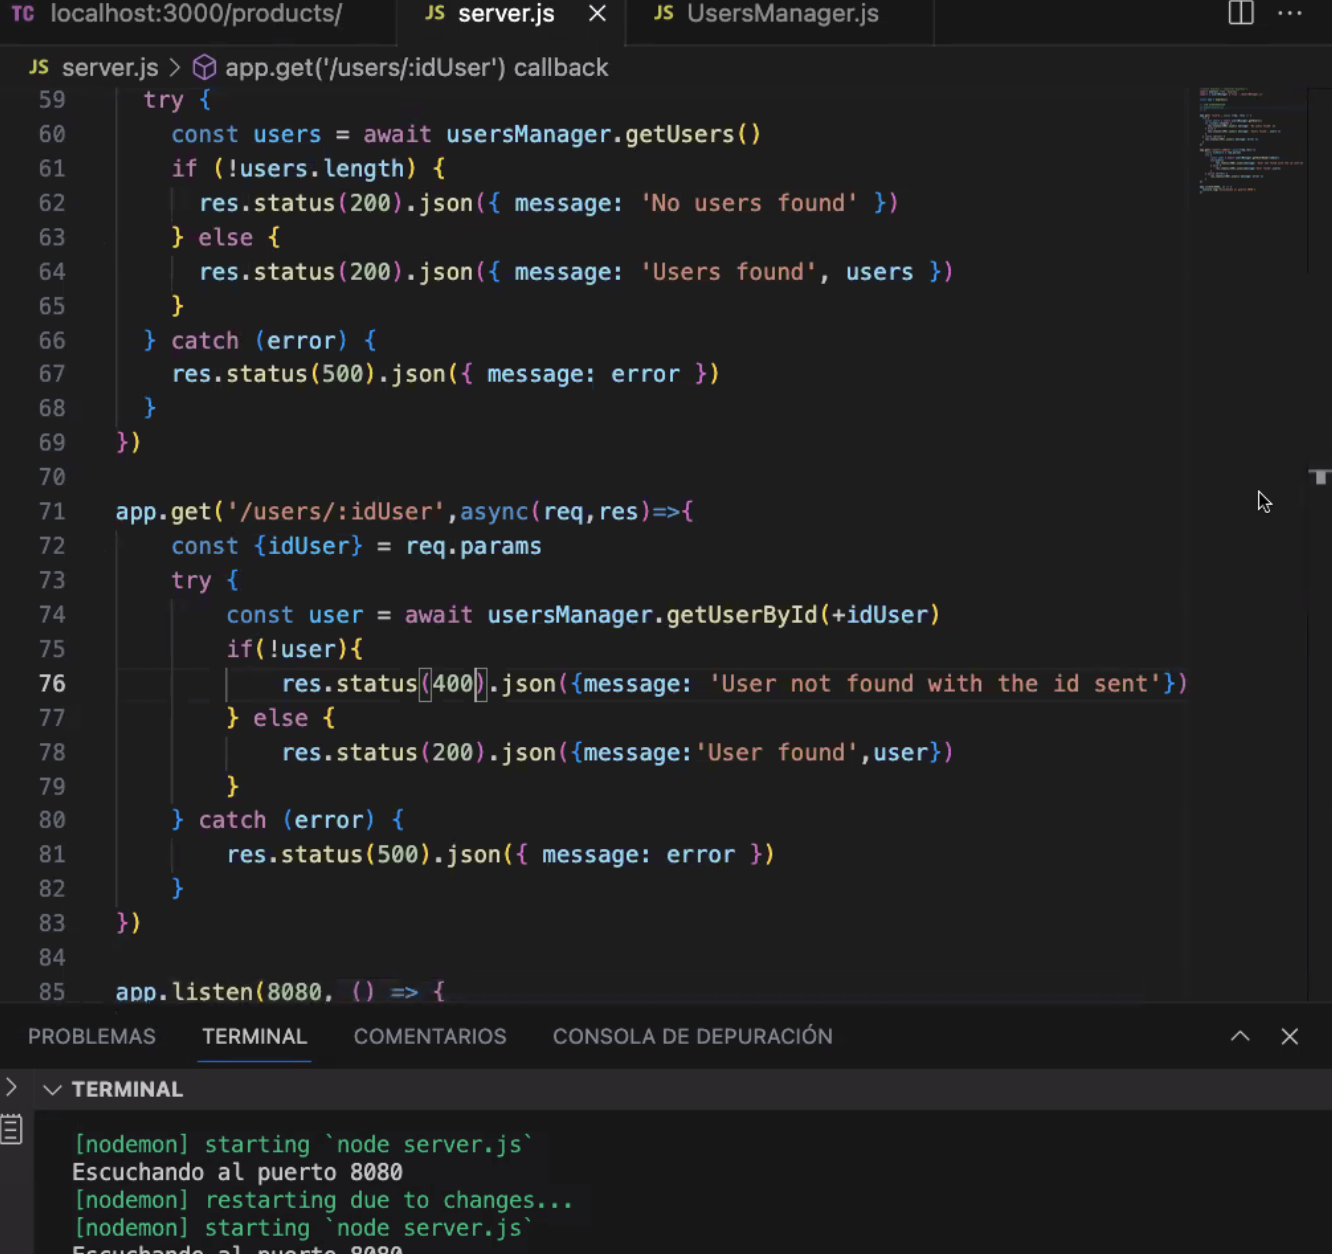 TC localhost:3000/products/ JS server.js JS UsersManager.js
JS server.js > app.get('/users/:idUser') callback
59 try {
60 const users = await usersManager.getUsers()
61 if (!users.length) {
62 res.status(200).json({ message: 'No users found' })
63 } else {
64 res.status(200).json({ message: 'Users found', users })
65 }
66 } catch (error) {
67 res.status(500).json({ message: error })
68 }
69 })
70
71 app.get('/users/:idUser',async(req,res)=>{
72 const {idUser} = req.params
73 try {
74 const user = await usersManager.getUserById(+idUser)
75 if(!user){
76 res.status(400).json({message: 'User not found with the id sent'})
77 } else {
78 res.status(200).json({message:'User found',user})
79 }
80 } catch (error) {
81 res.status(500).json({ message: error })
82 }
83 })
84
85 app.listen(8080, () => {
PROBLEMAS TERMINAL COMENTARIOS CONSOLA DE DEPURACIÓN
TERMINAL
[nodemon] starting `node server.js`
Escuchando al puerto 8080
[nodemon] restarting due to changes...
[nodemon] starting `node server.js`
Escuchando al puerto 8080